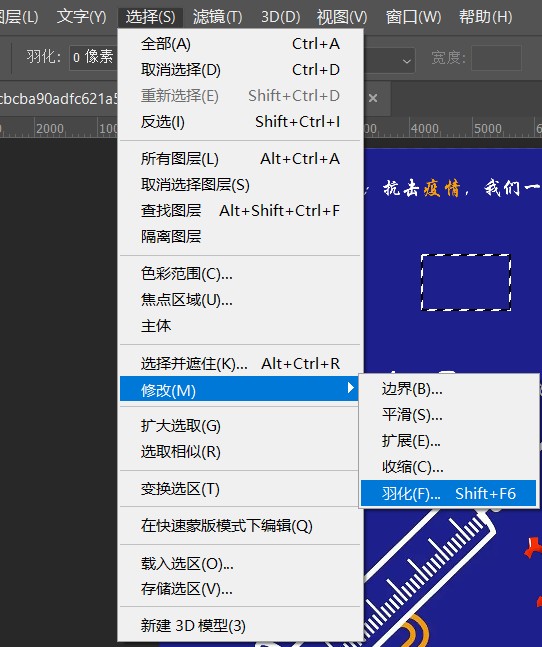 图层(L) 文字(Y) 选择(S) 滤镜(T) 3D(D) 视图(V) 窗口(W) 帮助(H)
羽化: 0 像素 宽度:
cbcba90adfc621a5 ×
2000 4000 5000
全部(A) Ctrl+A
取消选择(D) Ctrl+D
重新选择(E) Shift+Ctrl+D
反选(I) Shift+Ctrl+I
所有图层(L) Alt+Ctrl+A
取消选择图层(S)
查找图层 Alt+Shift+Ctrl+F
隔离图层
色彩范围(C)...
焦点区域(U)...
主体
选择并遮住(K)... Alt+Ctrl+R
修改(M)
扩大选取(G)
选取相似(R)
变换选区(T)
在快速蒙版模式下编辑(Q)
载入选区(O)...
存储选区(V)...
新建 3D 模型(3)
抗击疫情，我们一
边界(B)...
平滑(S)...
扩展(E)...
收缩(C)...
羽化(F)... Shift+F6